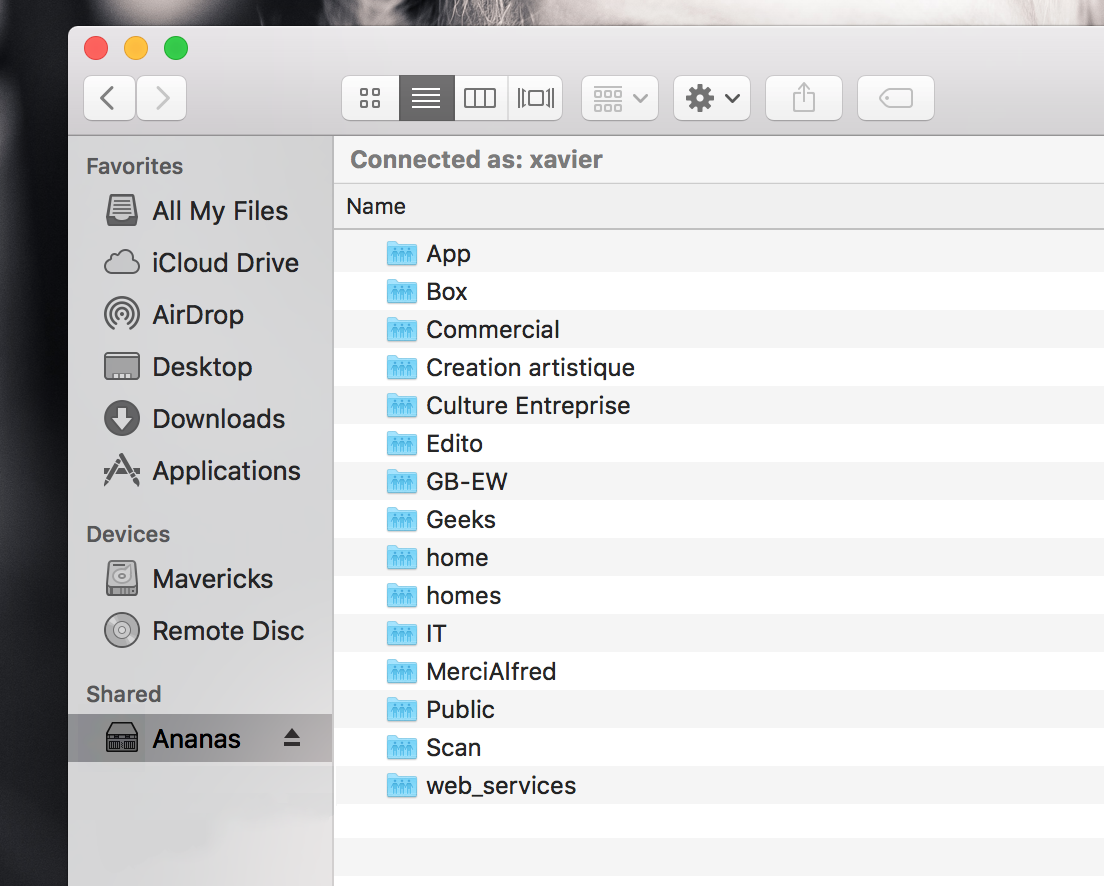 Favorites
All My Files
iCloud Drive
AirDrop
Desktop
Downloads
Applications
Devices
Mavericks
Remote Disc
Shared
Ananas
Connected as: xavier
Name
App
Box
Commercial
Creation artistique
Culture Entreprise
Edito
GB-EW
Geeks
home
homes
IT
MerciAlfred
Public
Scan
web_services